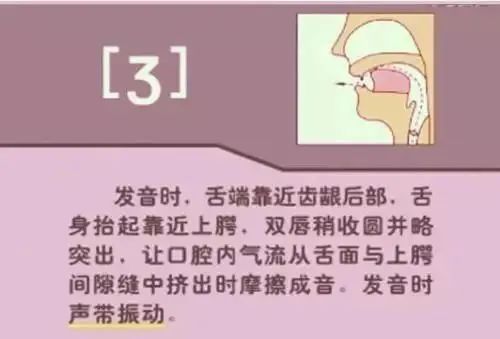 [ʒ]
发音时，舌端靠近齿龈后部，舌
身抬起靠近上腭，双唇稍收圆并略
突出，让口腔内气流从舌面与上腭
间隙缝中挤出时摩擦成音。发音时
声带振动。